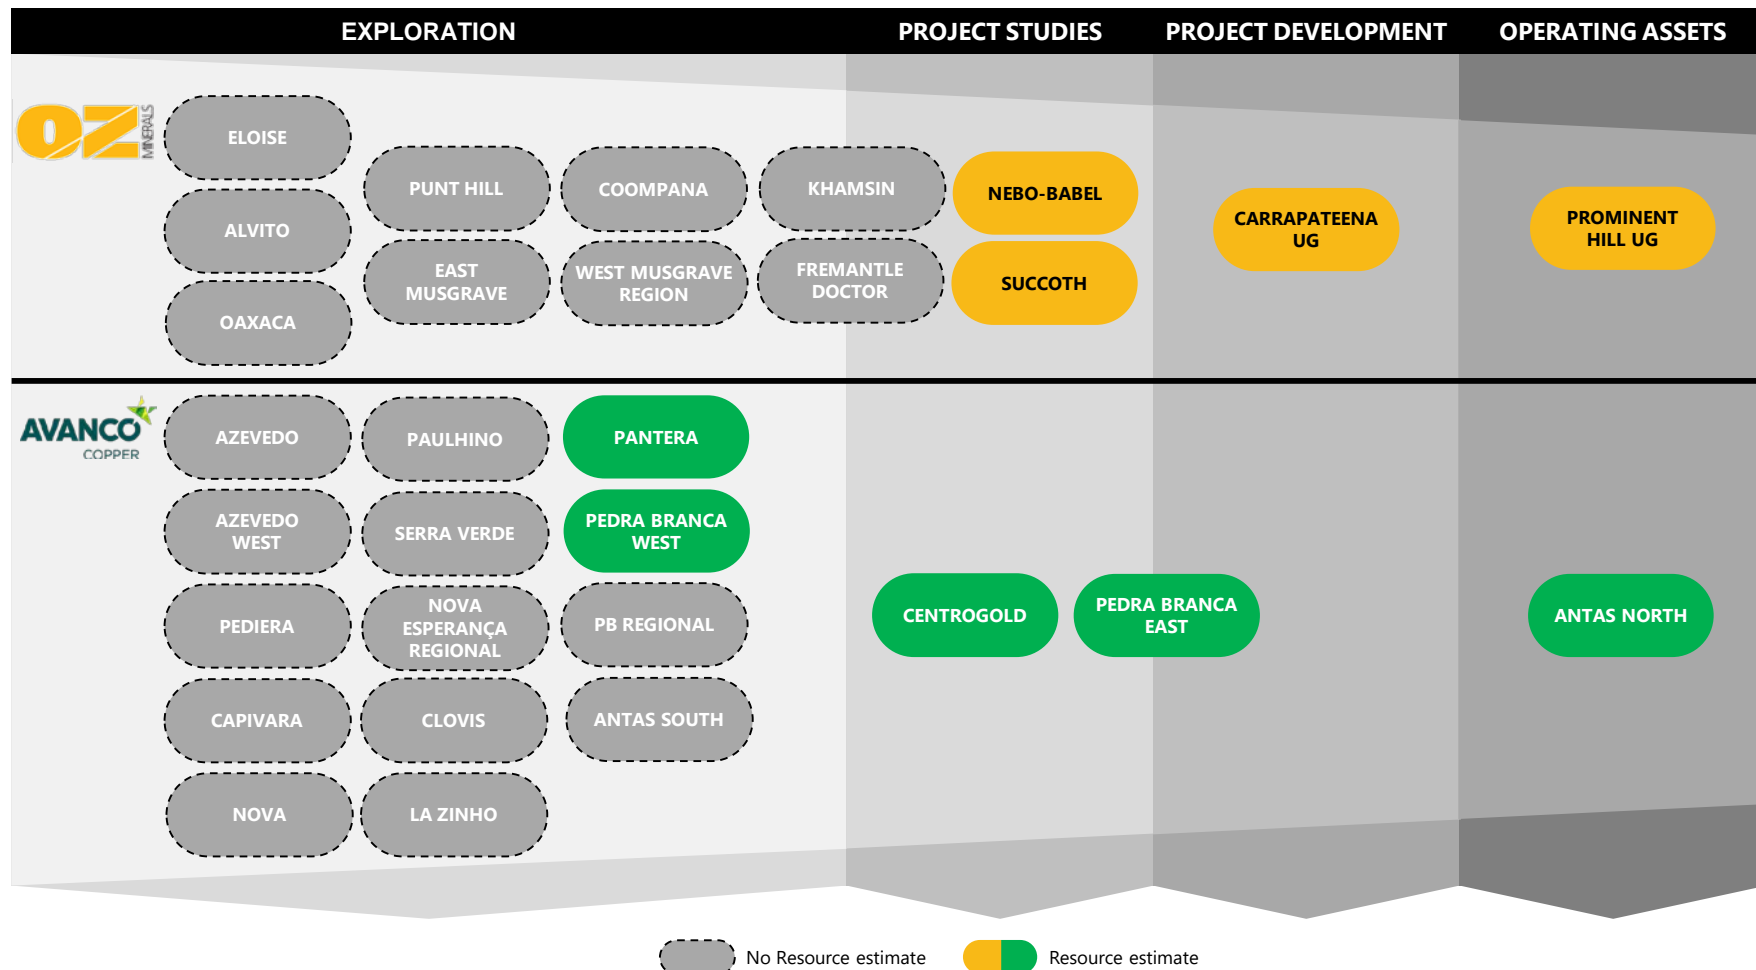 EXPLORATION
PROJECT STUDIES
PROJECT DEVELOPMENT
OPERATING ASSETS
OZ
MINERALS
ELOISE
ALVITO
OAXACA
PUNT HILL
EAST
MUSGRAVE
COOMPANA
WEST MUSGRAVE
REGION
KHAMSIN
FREMANTLE
DOCTOR
NEBO-BABEL
SUCCOTH
CARRAPATEENA
UG
PROMINENT
HILL UG
AVANCO
COPPER
AZEVEDO
AZEVEDO
WEST
PEDIERA
CAPIVARA
NOVA
PAULHINO
SERRA VERDE
NOVA
ESPERANÇA
REGIONAL
CLOVIS
LA ZINHO
PANTERA
PEDRA BRANCA
WEST
PB REGIONAL
ANTAS SOUTH
CENTROGOLD
PEDRA BRANCA
EAST
ANTAS NORTH
No Resource estimate
Resource estimate